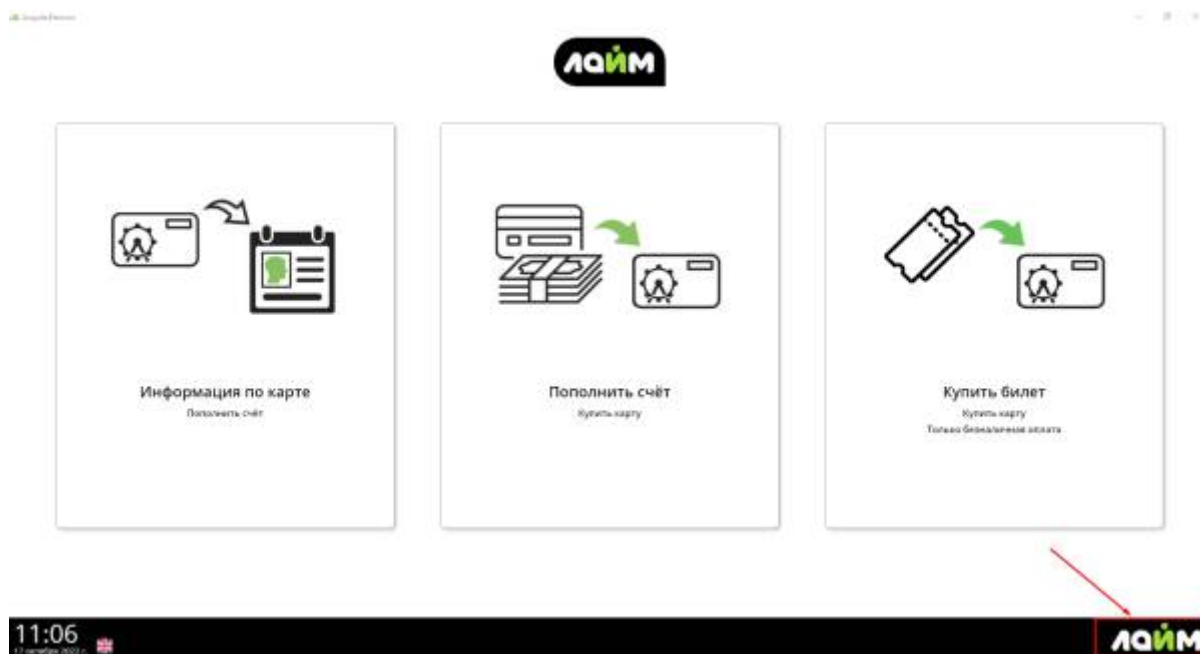 лайм
Информация по карте
Пополнить счёт
Пополнить счёт
Купить карту
Купить билет
Купить карту
Только безналичная оплата
11:06
лайм